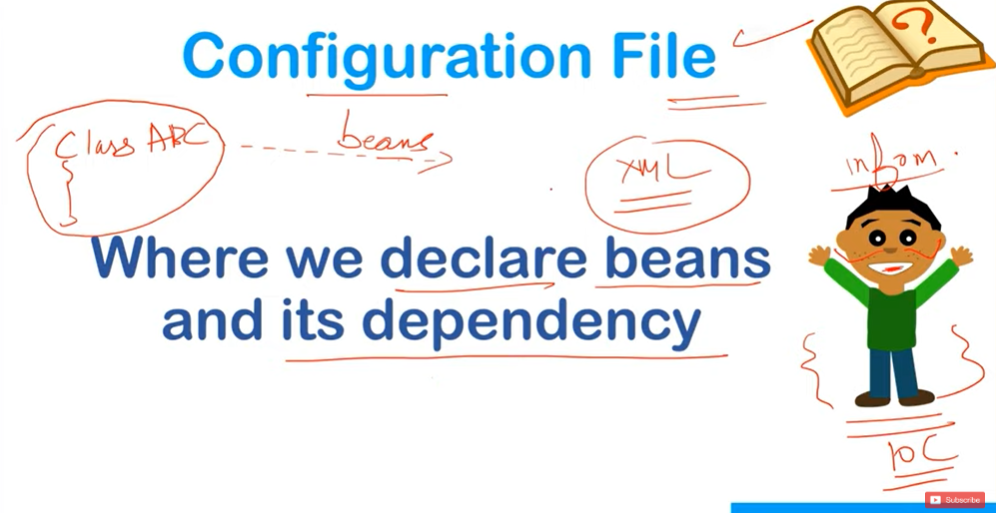 Configuration File
?
Class ABC
{
}
beans
XML
inform.
Where we declare beans
and its dependency
{ }
IOC
Subscribe